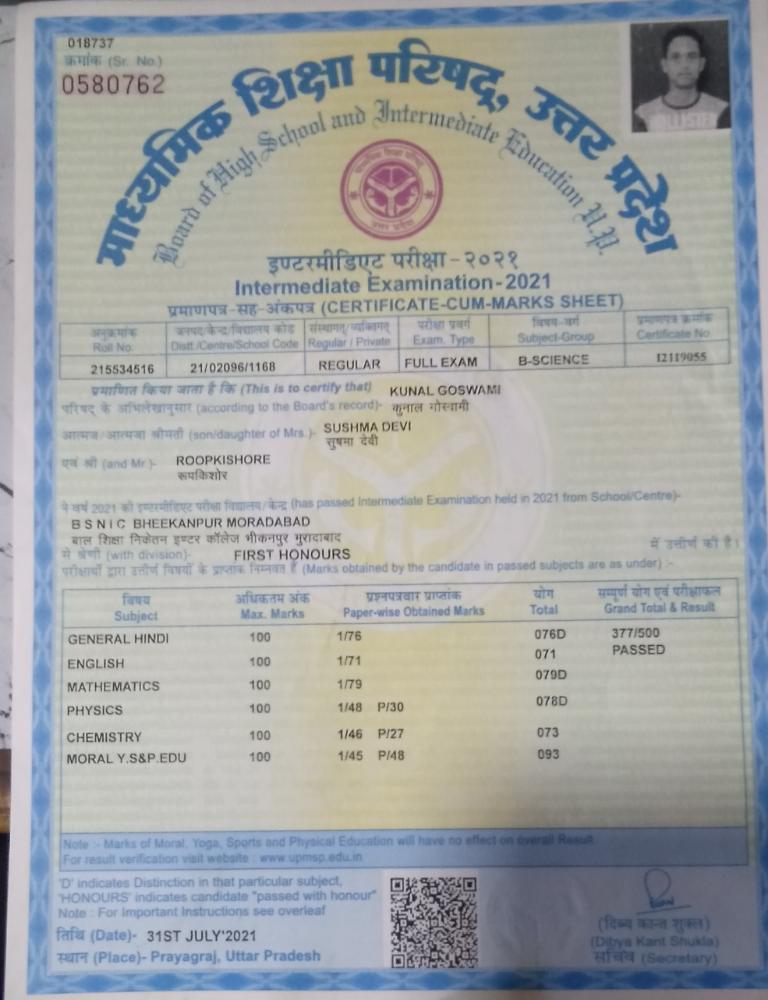 018737
क्रमांक (Sr. No.)
0580762
माध्यमिक शिक्षा परिषद्, उत्तर प्रदेश
Board of High School and Intermediate Education U.P.
इण्टरमीडिएट परीक्षा - २०२१
Intermediate Examination - 2021
प्रमाणपत्र-सह-अंकपत्र (CERTIFICATE-CUM-MARKS SHEET)
अनुक्रमांक जनपद/केन्द्र/विद्यालय कोड संस्थागत/व्यक्तिगत परीक्षा प्रवर्ग विषय-वर्ग प्रमाणपत्र क्रमांक
Roll No. Distt./Centre/School Code Regular / Private Exam. Type Subject-Group Certificate No.
215534516 21/02096/1168 REGULAR FULL EXAM B-SCIENCE 12119055
प्रमाणित किया जाता है कि (This is to certify that) KUNAL GOSWAMI
परिषद् के अभिलेखानुसार (according to the Board's record)- कुनाल गोस्वामी
आत्मज/आत्मजा श्रीमती (son/daughter of Mrs.)- SUSHMA DEVI
सुषमा देवी
एवं श्री (and Mr.)- ROOPKISHORE
रूपकिशोर
ने वर्ष 2021 की इण्टरमीडिएट परीक्षा विद्यालय/केन्द्र (has passed Intermediate Examination held in 2021 from School/Centre)-
B S N I C BHEEKANPUR MORADABAD
बाल शिक्षा निकेतन इण्टर कॉलेज भीकनपुर मुरादाबाद
से श्रेणी (with division)- FIRST HONOURS में उत्तीर्ण की है।
परीक्षार्थी द्वारा उत्तीर्ण विषयों के प्राप्तांक निम्नवत हैं (Marks obtained by the candidate in passed subjects are as under) :-
विषय अधिकतम अंक प्रश्नपत्रवार प्राप्तांक योग सम्पूर्ण योग एवं परीक्षाफल
Subject Max. Marks Paper-wise Obtained Marks Total Grand Total & Result
GENERAL HINDI 100 1/76 076D 377/500
ENGLISH 100 1/71 071 PASSED
MATHEMATICS 100 1/79 079D
PHYSICS 100 1/48 P/30 078D
CHEMISTRY 100 1/46 P/27 073
MORAL Y.S&P.EDU 100 1/45 P/48 093
Note :- Marks of Moral, Yoga, Sports and Physical Education will have no effect on overall Result.
For result verification visit website : www.upmsp.edu.in
'D' indicates Distinction in that particular subject,
'HONOURS' indicates candidate "passed with honour"
Note : For Important Instructions see overleaf
तिथि (Date)- 31ST JULY'2021
स्थान (Place)- Prayagraj, Uttar Pradesh
(दिव्य कान्त शुक्ल)
(Dibya Kant Shukla)
सचिव (Secretary)